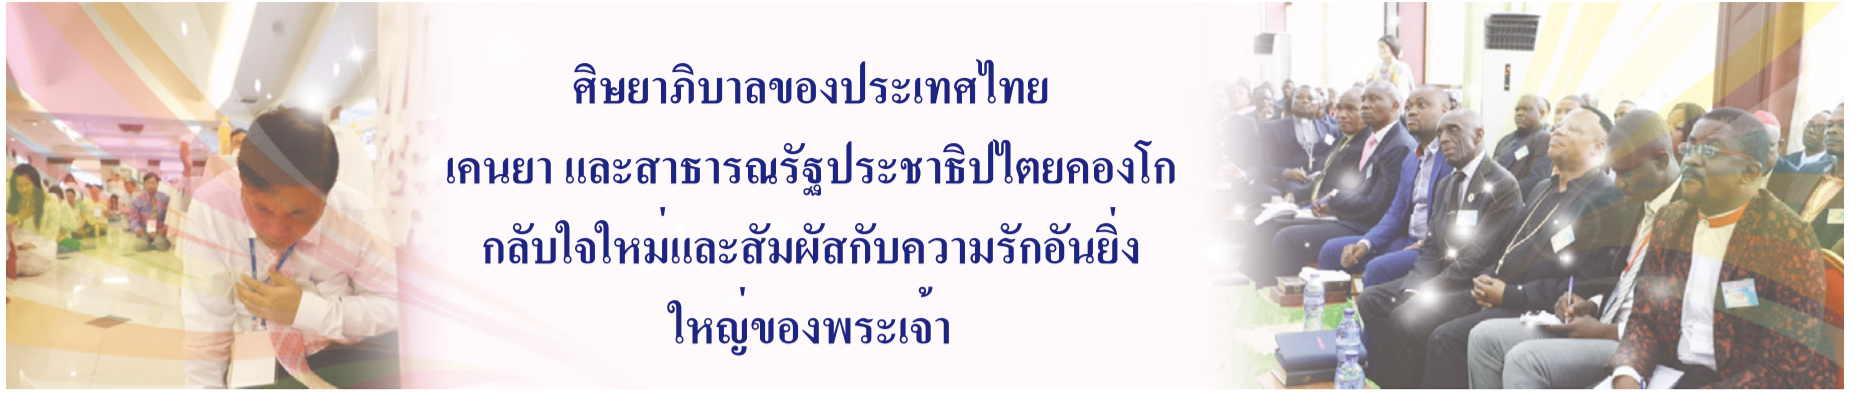 ศิษยาภิบาลของประเทศไทย
เคนยา และสาธารณรัฐประชาธิปไตยคองโก
กลับใจใหม่และสัมผัสกับความรักอันยิ่ง
ใหญ่ของพระเจ้า